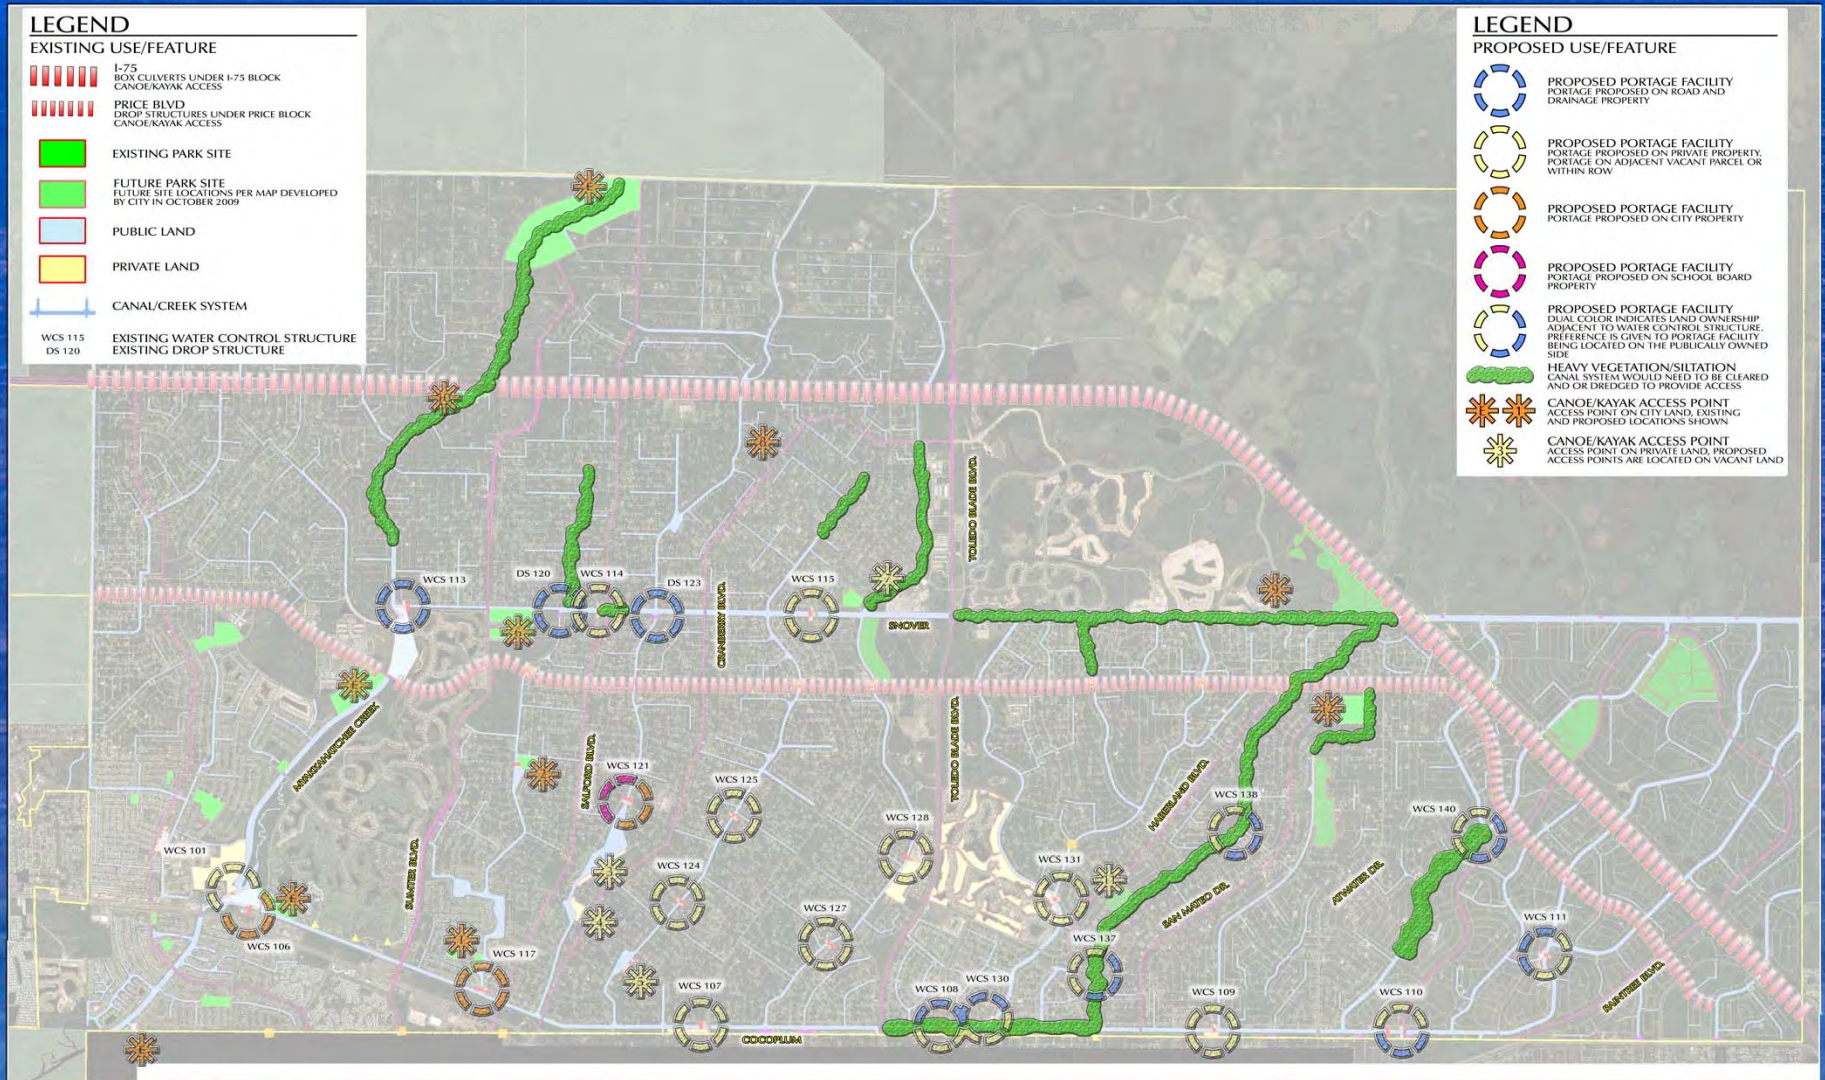 LEGEND
EXISTING USE/FEATURE
I-75
BOX CULVERTS UNDER I-75 BLOCK
CANOE/KAYAK ACCESS
PRICE BLVD
DROP STRUCTURES UNDER PRICE BLOCK
CANOE/KAYAK ACCESS
EXISTING PARK SITE
FUTURE PARK SITE
FUTURE SITE LOCATIONS PER MAP DEVELOPED
BY CITY IN OCTOBER 2009
PUBLIC LAND
PRIVATE LAND
CANAL/CREEK SYSTEM
WCS 115 EXISTING WATER CONTROL STRUCTURE
DS 120 EXISTING DROP STRUCTURE
LEGEND
PROPOSED USE/FEATURE
PROPOSED PORTAGE FACILITY
PORTAGE PROPOSED ON ROAD AND
DRAINAGE PROPERTY
PROPOSED PORTAGE FACILITY
PORTAGE PROPOSED ON PRIVATE PROPERTY.
PORTAGE ON ADJACENT VACANT PARCEL OR
WITHIN ROW
PROPOSED PORTAGE FACILITY
PORTAGE PROPOSED ON CITY PROPERTY
PROPOSED PORTAGE FACILITY
PORTAGE PROPOSED ON SCHOOL BOARD
PROPERTY
PROPOSED PORTAGE FACILITY
DUAL COLOR INDICATES LAND OWNERSHIP
ADJACENT TO WATER CONTROL STRUCTURE.
PREFERENCE IS GIVEN TO PORTAGE FACILITY
BEING LOCATED ON THE PUBLICALLY OWNED
SIDE
HEAVY VEGETATION/SILTATION
CANAL SYSTEM WOULD NEED TO BE CLEARED
AND OR DREDGED TO PROVIDE ACCESS
CANOE/KAYAK ACCESS POINT
ACCESS POINT ON CITY LAND, EXISTING
AND PROPOSED LOCATIONS SHOWN
CANOE/KAYAK ACCESS POINT
ACCESS POINT ON PRIVATE LAND, PROPOSED
ACCESS POINTS ARE LOCATED ON VACANT LAND
TOLEDO BLADE BLVD.
WCS 113
DS 120
WCS 114
DS 123
WCS 115
CRANBERRY BLVD.
SNOVER
MYAKKAHATCHEE CREEK
SALFORD BLVD.
TOLEDO BLADE BLVD.
HABERLAND BLVD.
WCS 121
WCS 125
WCS 138
WCS 140
WCS 128
WCS 101
SUMTER BLVD.
WCS 124
WCS 131
SAN MATEO DR.
ATWATER DR.
WCS 127
WCS 111
WCS 106
WCS 117
WCS 137
RAINTREE BLVD.
WCS 107
WCS 108
WCS 130
WCS 109
WCS 110
COCOPLUM